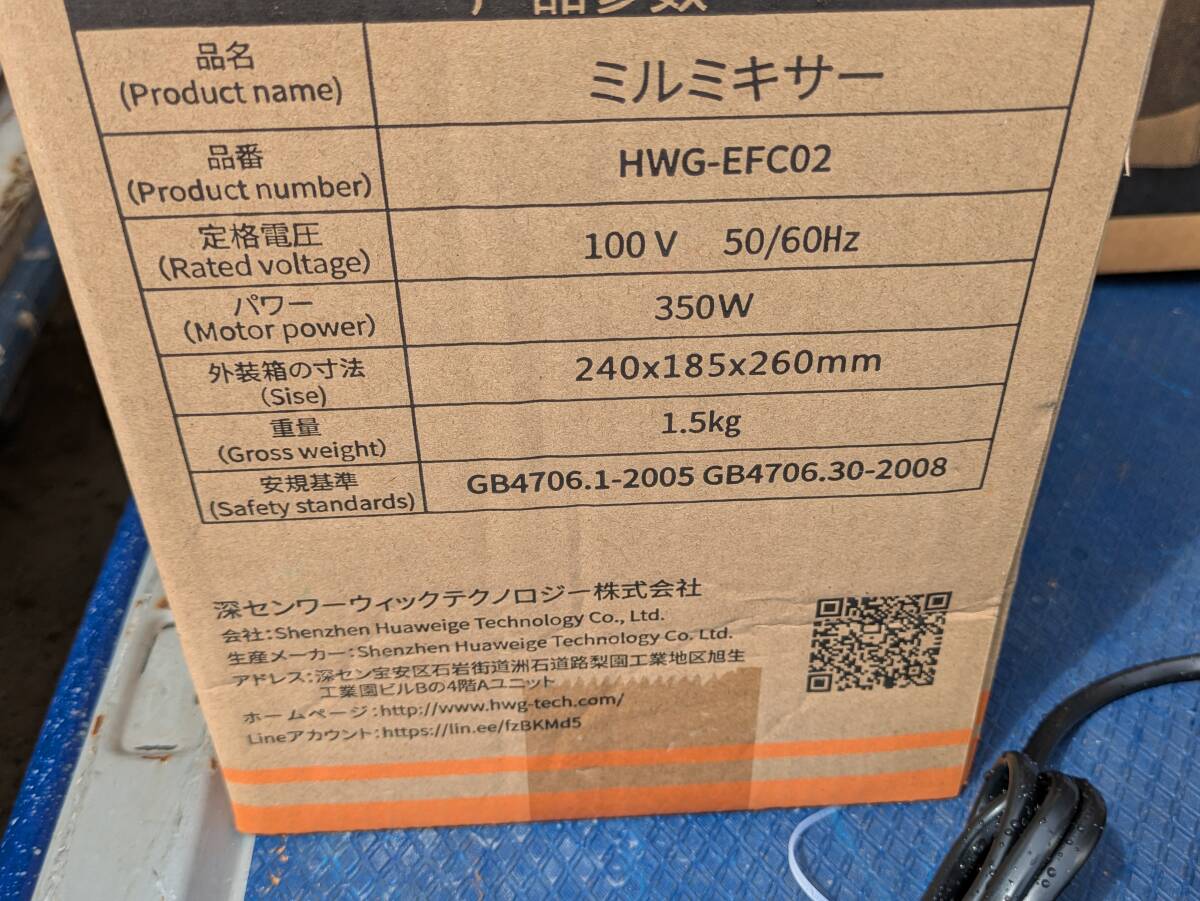 产品参数
品名
(Product name)
ミルミキサー
品番
(Product number)
HWG-EFC02
定格電圧
(Rated voltage)
100 V 50/60Hz
パワー
(Motor power)
350W
外装箱の寸法
(Sise)
240x185x260mm
重量
(Gross weight)
1.5kg
安規基準
(Safety standards)
GB4706.1-2005 GB4706.30-2008
深センワーウィックテクノロジー株式会社
会社:Shenzhen Huaweige Technology Co., Ltd.
生産メーカー:Shenzhen Huaweige Technology Co. Ltd.
アドレス:深セン宝安区石岩街道洲石道路梨園工業地区旭生
工業園ビルBの4階Aユニット
ホームページ:http://www.hwg-tech.com/
Lineアカウント:https://lin.ee/fzBKMd5